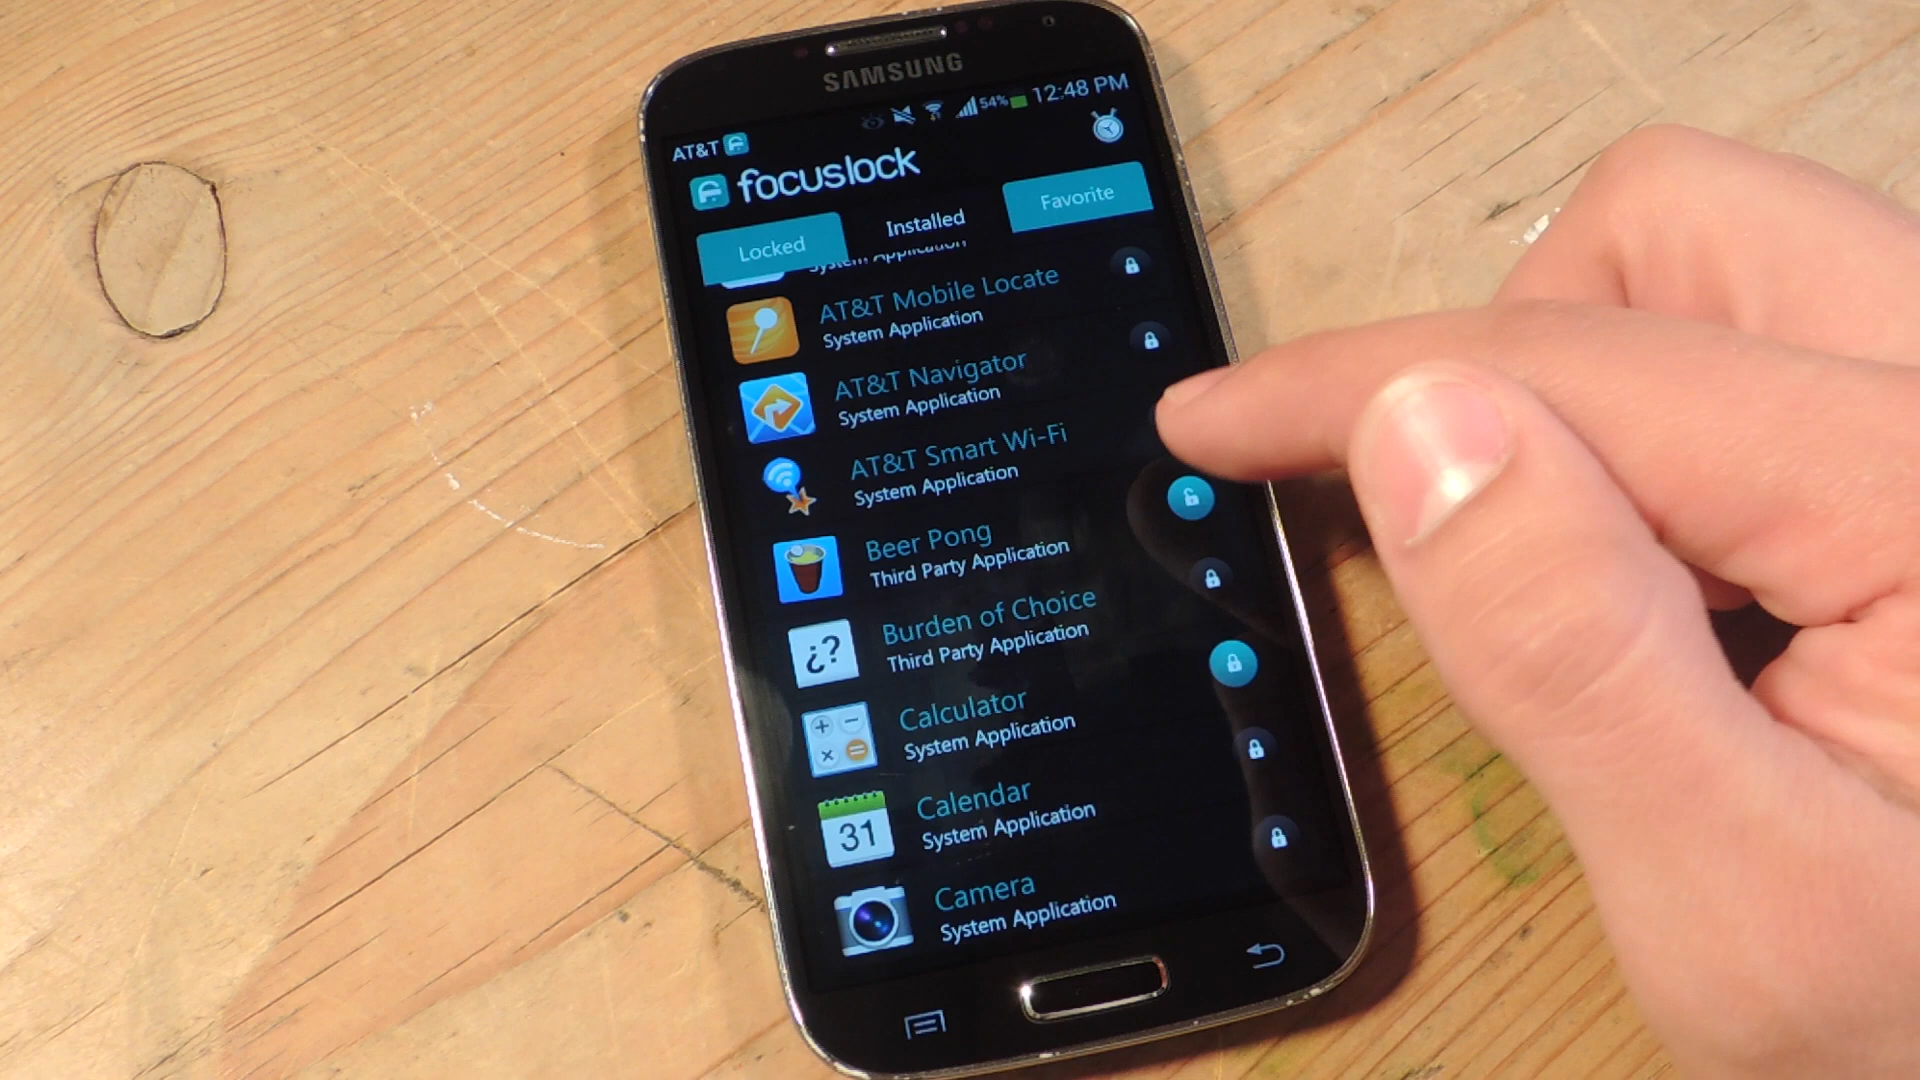 SAMSUNG
AT&T 54% 12:48 PM
focuslock
Locked Installed Favorite
System Application
AT&T Mobile Locate
System Application
AT&T Navigator
System Application
AT&T Smart Wi-Fi
System Application
Beer Pong
Third Party Application
¿?
Burden of Choice
Third Party Application
+ −
× =
Calculator
System Application
31
Calendar
System Application
Camera
System Application